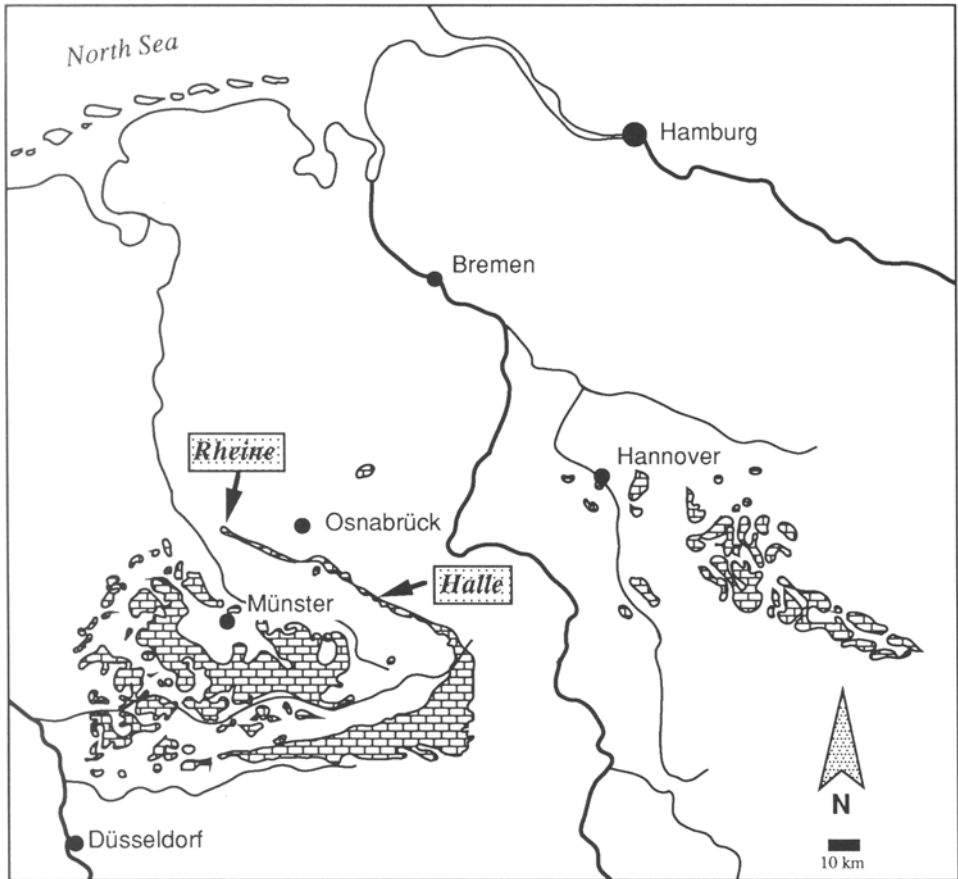 North Sea
Hamburg
Bremen
Rheine
Hannover
Osnabrück
Halle
Münster
N
Düsseldorf
10 km